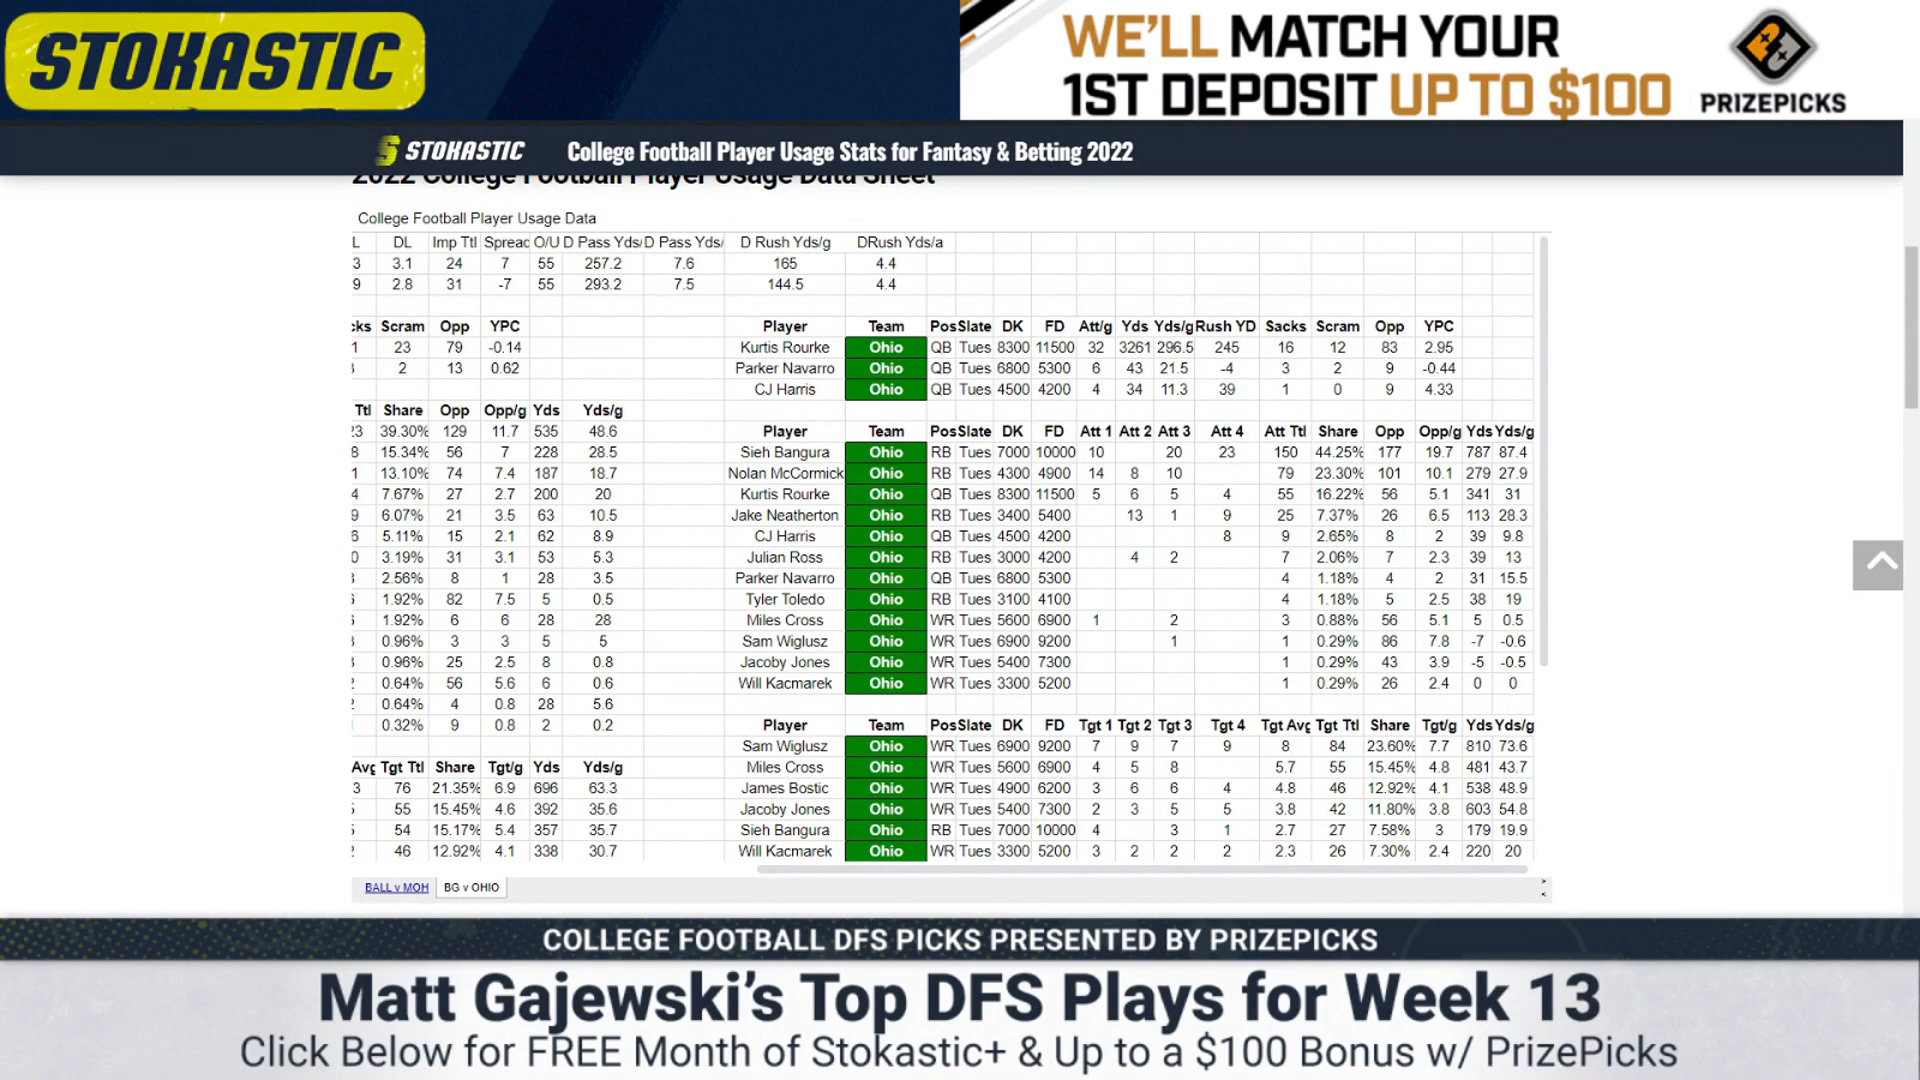 STOKASTIC
WE'LL MATCH YOUR
1ST DEPOSIT UP TO $100
PRIZEPICKS
STOKASTIC College Football Player Usage Stats for Fantasy & Betting 2022
2022 College Football Player Usage Data Sheet
College Football Player Usage Data
L DL Imp Ttl Spread O/U D Pass Yds/ D Pass Yds/ D Rush Yds/g DRush Yds/a
3 3.1 24 7 55 257.2 7.6 165 4.4
9 2.8 31 -7 55 293.2 7.5 144.5 4.4
cks Scram Opp YPC Player Team Pos Slate DK FD Att/g Yds Yds/g Rush YD Sacks Scram Opp YPC
1 23 79 -0.14 Kurtis Rourke Ohio QB Tues 8300 11500 32 3261 296.5 245 16 12 83 2.95
2 13 0.62 Parker Navarro Ohio QB Tues 6800 5300 6 43 21.5 -4 3 2 9 -0.44
CJ Harris Ohio QB Tues 4500 4200 4 34 11.3 39 1 0 9 4.33
Ttl Share Opp Opp/g Yds Yds/g
23 39.30% 129 11.7 535 48.6 Player Team Pos Slate DK FD Att 1 Att 2 Att 3 Att 4 Att Ttl Share Opp Opp/g Yds Yds/g
8 15.34% 56 7 228 28.5 Sieh Bangura Ohio RB Tues 7000 10000 10 20 23 150 44.25% 177 19.7 787 87.4
1 13.10% 74 7.4 187 18.7 Nolan McCormick Ohio RB Tues 4300 4900 14 8 10 79 23.30% 101 10.1 279 27.9
4 7.67% 27 2.7 200 20 Kurtis Rourke Ohio QB Tues 8300 11500 5 6 5 4 55 16.22% 56 5.1 341 31
9 6.07% 21 3.5 63 10.5 Jake Neatherton Ohio RB Tues 3400 5400 13 1 9 25 7.37% 26 6.5 113 28.3
6 5.11% 15 2.1 62 8.9 CJ Harris Ohio QB Tues 4500 4200 8 9 2.65% 8 2 39 9.8
0 3.19% 31 3.1 53 5.3 Julian Ross Ohio RB Tues 3000 4200 4 2 7 2.06% 7 2.3 39 13
2.56% 8 1 28 3.5 Parker Navarro Ohio QB Tues 6800 5300 4 1.18% 4 2 31 15.5
1.92% 82 7.5 5 0.5 Tyler Toledo Ohio RB Tues 3100 4100 4 1.18% 5 2.5 38 19
1.92% 6 6 28 28 Miles Cross Ohio WR Tues 5600 6900 1 2 3 0.88% 56 5.1 5 0.5
0.96% 3 3 5 5 Sam Wiglusz Ohio WR Tues 6900 9200 1 1 0.29% 86 7.8 -7 -0.6
0.96% 25 2.5 8 0.8 Jacoby Jones Ohio WR Tues 5400 7300 1 0.29% 43 3.9 -5 -0.5
0.64% 56 5.6 6 0.6 Will Kacmarek Ohio WR Tues 3300 5200 1 0.29% 26 2.4 0 0
0.64% 4 0.8 28 5.6
0.32% 9 0.8 2 0.2 Player Team Pos Slate DK FD Tgt 1 Tgt 2 Tgt 3 Tgt 4 Tgt Avg Tgt Ttl Share Tgt/g Yds Yds/g
Sam Wiglusz Ohio WR Tues 6900 9200 7 9 7 9 8 84 23.60% 7.7 810 73.6
Avg Tgt Ttl Share Tgt/g Yds Yds/g Miles Cross Ohio WR Tues 5600 6900 4 5 8 5.7 55 15.45% 4.8 481 43.7
3 76 21.35% 6.9 696 63.3 James Bostic Ohio WR Tues 4900 6200 3 6 6 4 4.8 46 12.92% 4.1 538 48.9
55 15.45% 4.6 392 35.6 Jacoby Jones Ohio WR Tues 5400 7300 2 3 5 5 3.8 42 11.80% 3.8 603 54.8
54 15.17% 5.4 357 35.7 Sieh Bangura Ohio RB Tues 7000 10000 4 3 1 2.7 27 7.58% 3 179 19.9
46 12.92% 4.1 338 30.7 Will Kacmarek Ohio WR Tues 3300 5200 3 2 2 2 2.3 26 7.30% 2.4 220 20
BALL v MOH BG v OHIO
COLLEGE FOOTBALL DFS PICKS PRESENTED BY PRIZEPICKS
Matt Gajewski's Top DFS Plays for Week 13
Click Below for FREE Month of Stokastic+ & Up to a $100 Bonus w/ PrizePicks